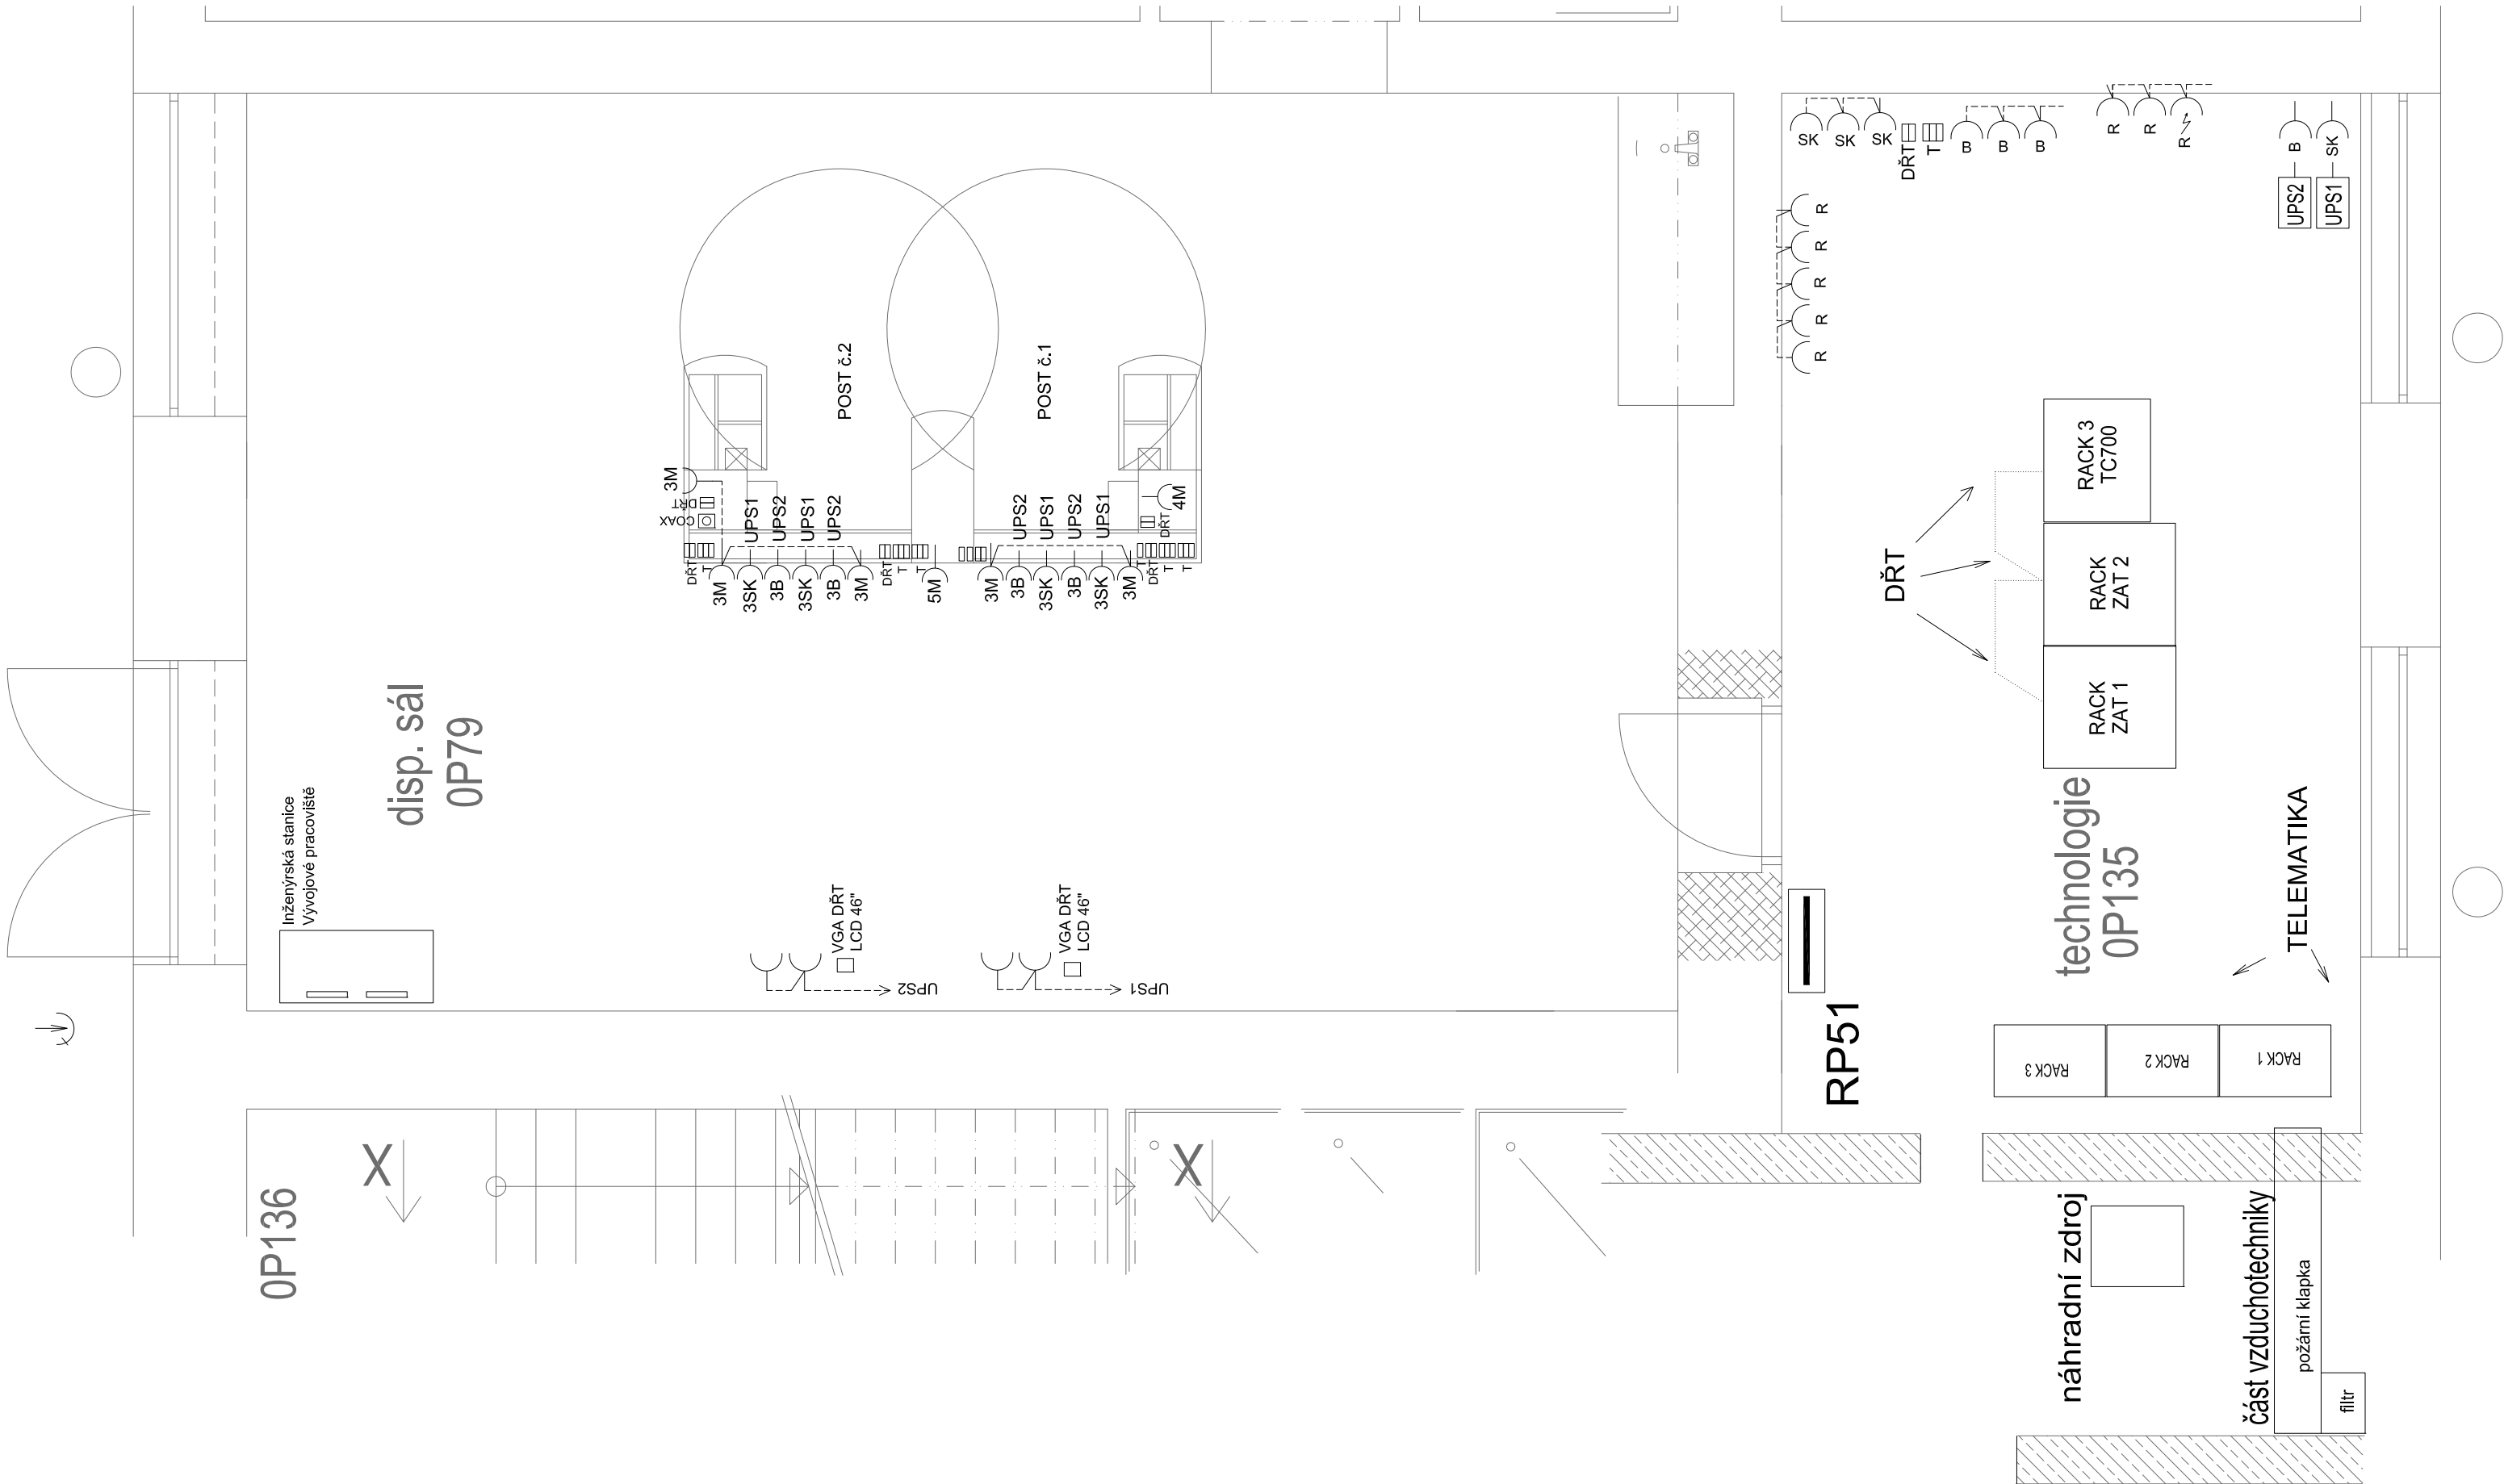 disp. sál
0P79
Inženýrská stanice
Vývojové pracoviště
POST č.2
POST č.1
3M
DŘT
COAX
UPS1
UPS2
UPS1
UPS2
UPS2
UPS1
UPS2
UPS1
4M
DŘT
DŘT
T
3M
3SK
3B
3SK
3B
3M
DŘT
T
T
5M
3M
3B
3SK
3B
3SK
3M
T
DŘT
T
T
VGA DŘT
LCD 46"
UPS2
VGA DŘT
LCD 46"
UPS1
SK
SK
SK
DŘT
T
B
B
B
R
R
R
B
SK
UPS2
UPS1
R
R
R
R
R
DŘT
RACK 3
TC700
RACK
ZAT 2
RACK
ZAT 1
technologie
0P135
TELEMATIKA
RP51
RACK 3
RACK 2
RACK 1
0P136
X
X
náhradní zdroj
část vzduchotechniky
požární klapka
filtr